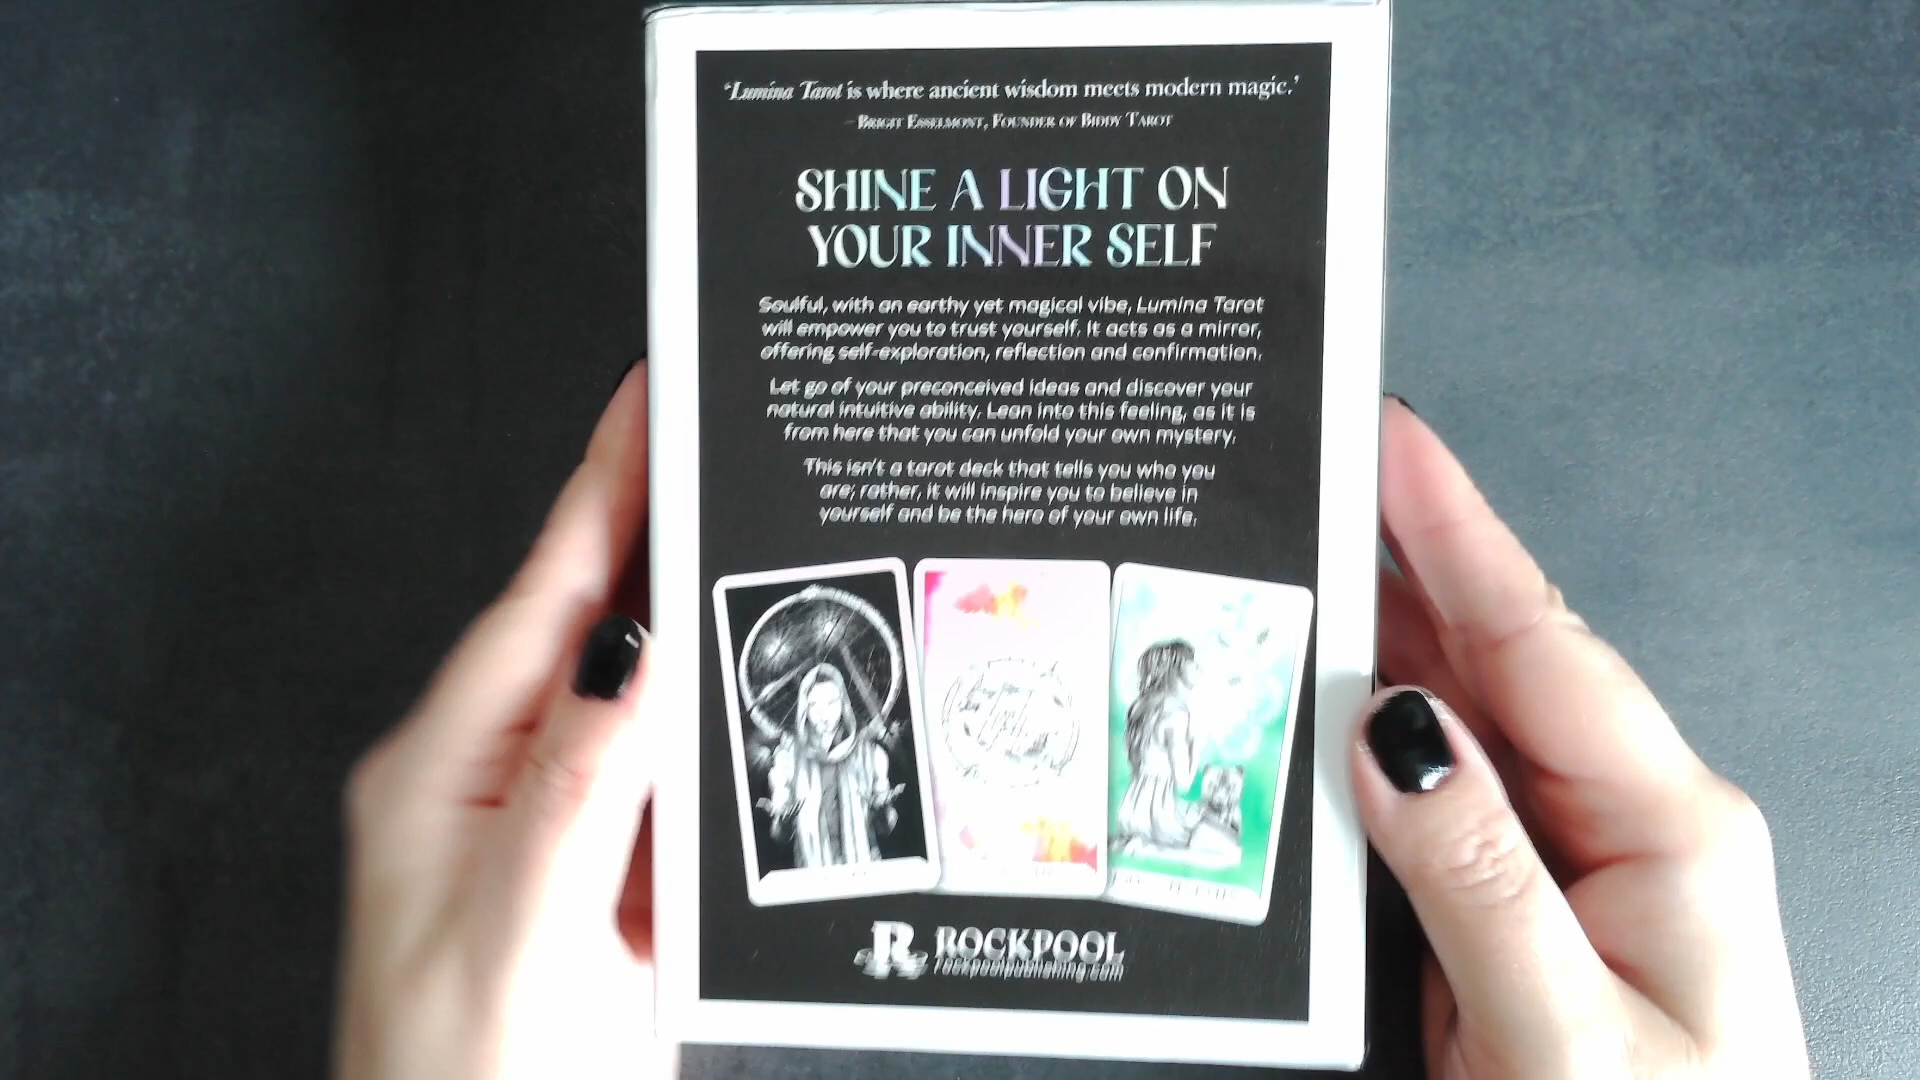 ‘Lumina Tarot is where ancient wisdom meets modern magic.’
– Brigit Esselmont, Founder of Biddy Tarot
SHINE A LIGHT ON
YOUR INNER SELF
Soulful, with an earthy yet magical vibe, Lumina Tarot
will empower you to trust yourself. It acts as a mirror,
offering self-exploration, reflection and confirmation.
Let go of your preconceived ideas and discover your
natural intuitive ability. Lean into this feeling, as it is
from here that you can unfold your own mystery.
This isn't a tarot deck that tells you who you
are; rather, it will inspire you to believe in
yourself and be the hero of your own life.
R ROCKPOOL
rockpoolpublishing.com